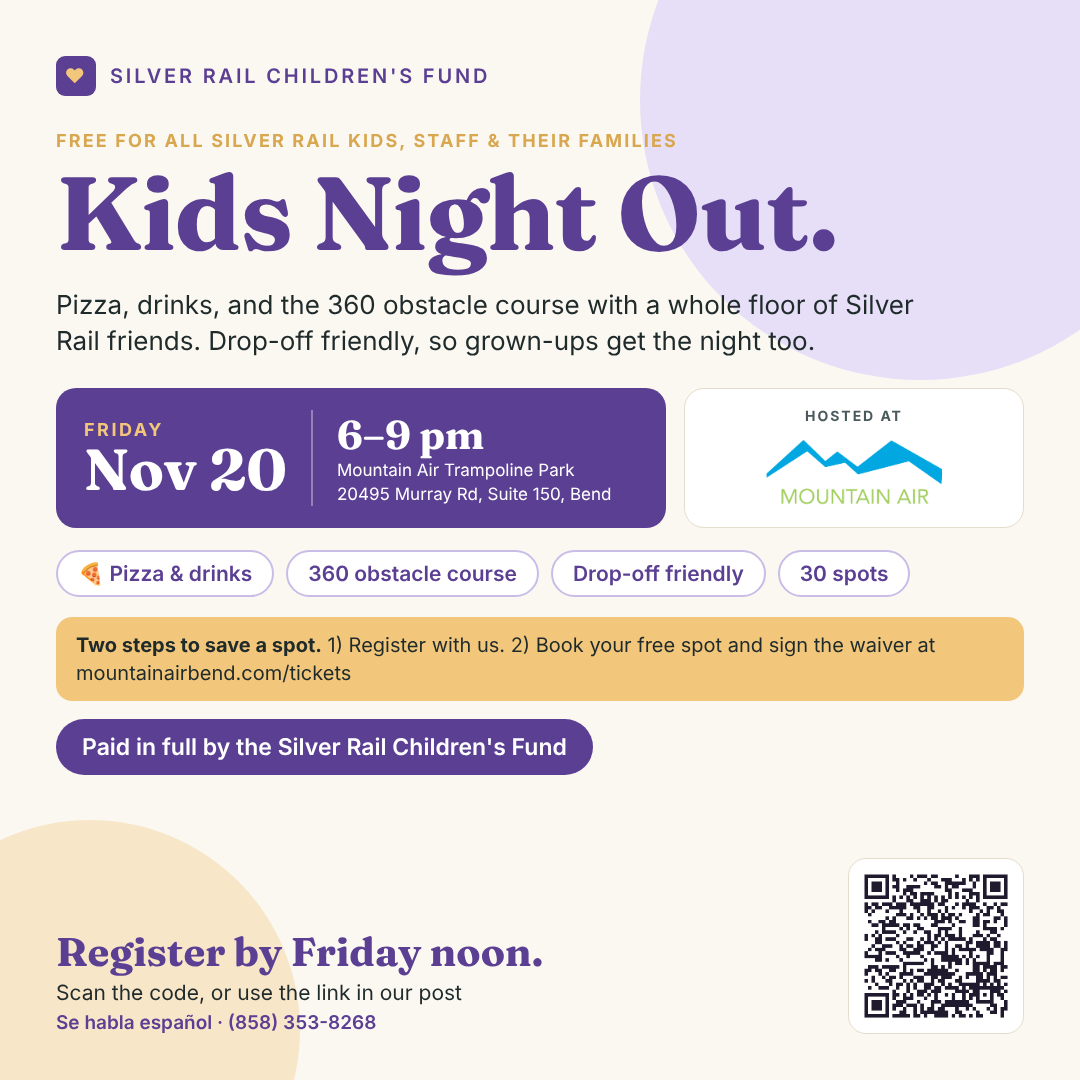 SILVER RAIL CHILDREN'S FUND
FREE FOR ALL SILVER RAIL KIDS, STAFF & THEIR FAMILIES
Kids Night Out.
Pizza, drinks, and the 360 obstacle course with a whole floor of Silver
Rail friends. Drop-off friendly, so grown-ups get the night too.
FRIDAY
Nov 20
6–9 pm
Mountain Air Trampoline Park
20495 Murray Rd, Suite 150, Bend
HOSTED AT
MOUNTAIN AIR
🍕 Pizza & drinks
360 obstacle course
Drop-off friendly
30 spots
Two steps to save a spot. 1) Register with us. 2) Book your free spot and sign the waiver at
mountainairbend.com/tickets
Paid in full by the Silver Rail Children's Fund
Register by Friday noon.
Scan the code, or use the link in our post
Se habla español · (858) 353-8268